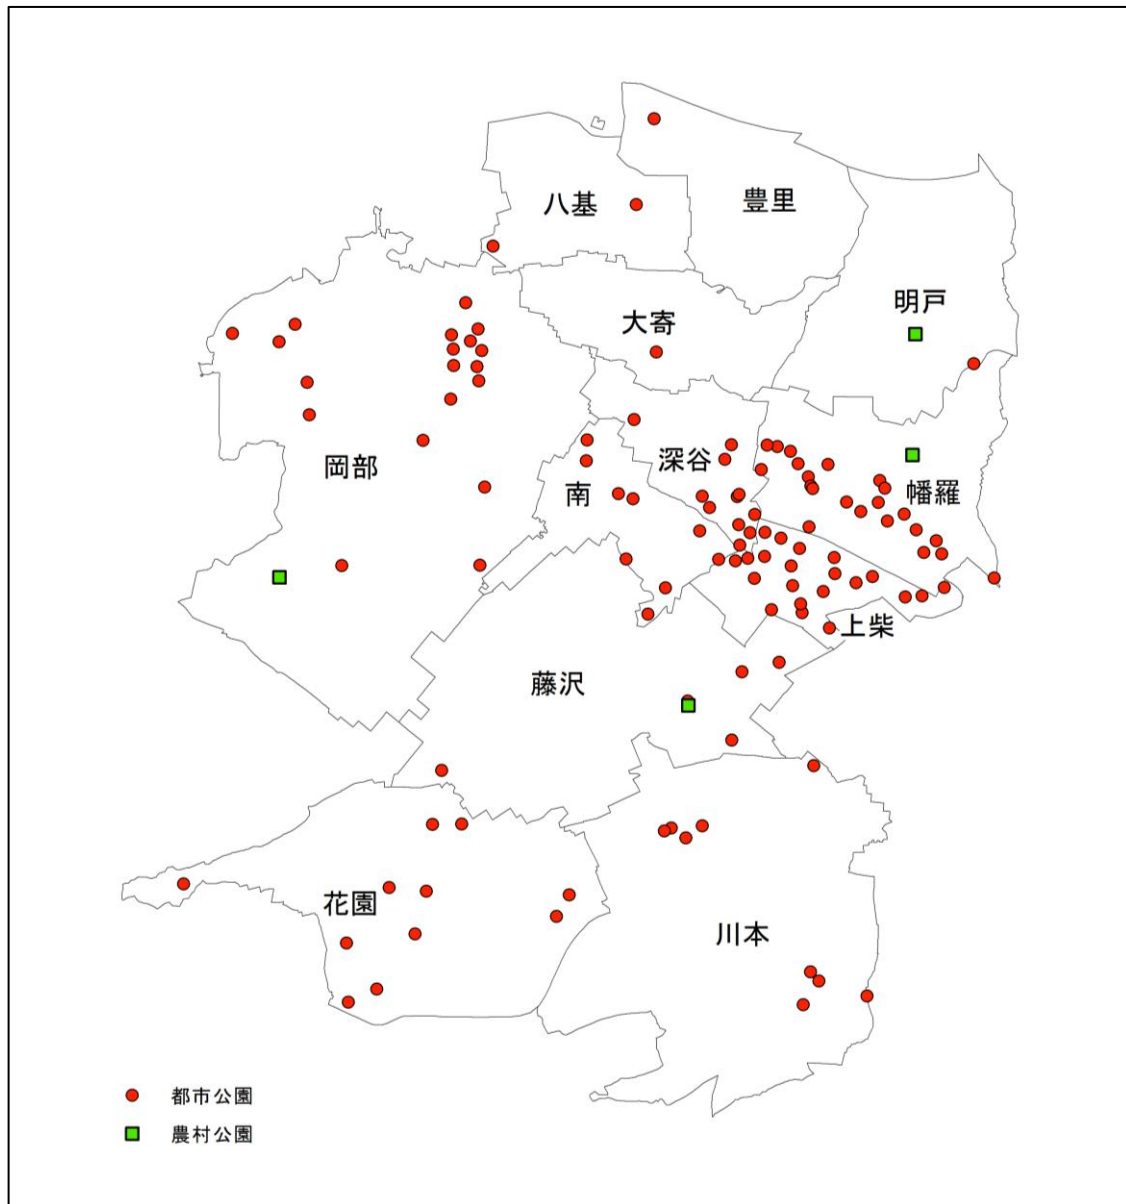 豊里
八基
明戸
大寄
深谷
岡部
南
幡羅
上柴
藤沢
花園
川本
都市公園
農村公園